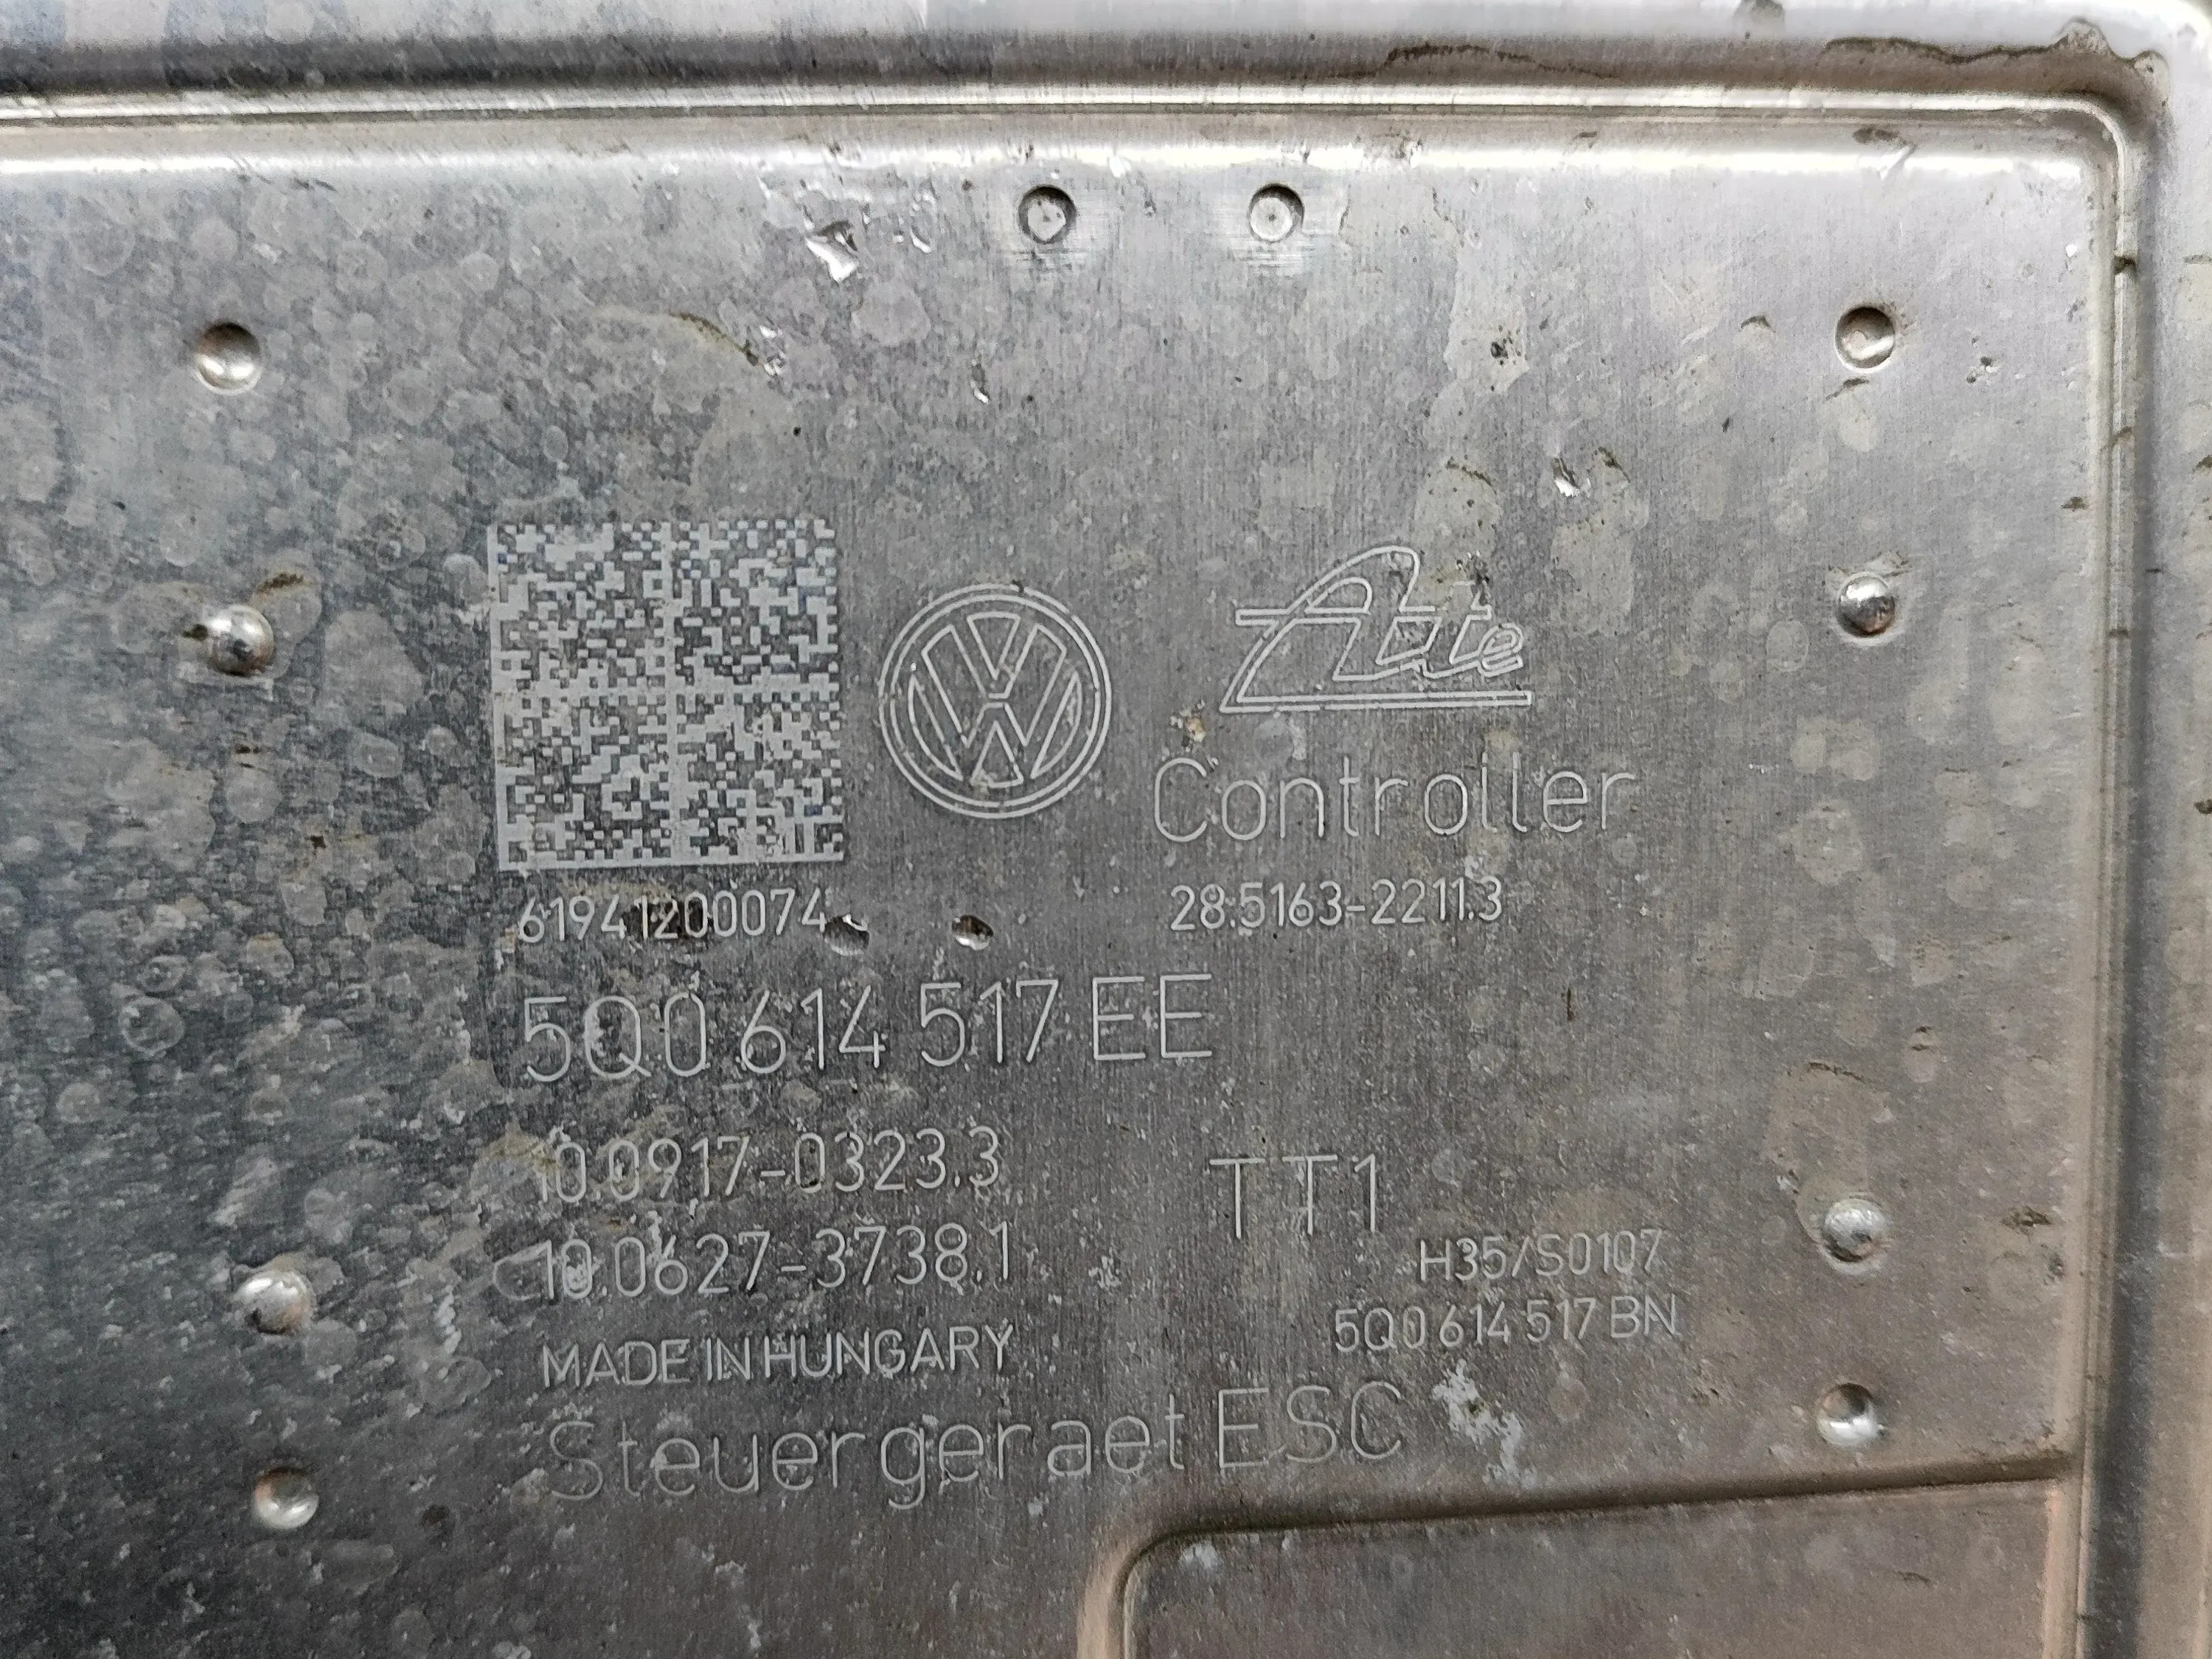 Ate
Controller
61941200074
28.5163-2211.3
5Q0 614 517 EE
10.0917-0323.3
TT1
10.0627-3738.1
H35/S0107
5Q0 614 517 BN
MADE IN HUNGARY
Steuergeraet ESC